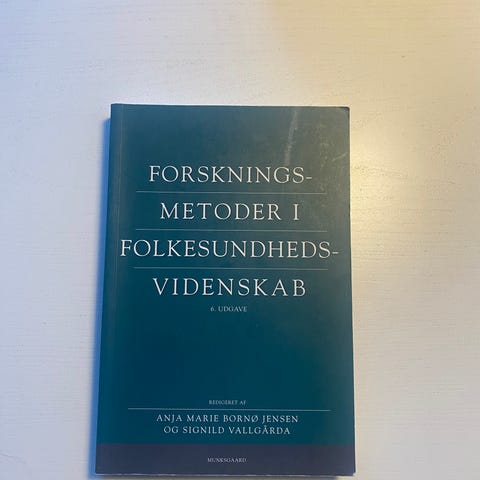 FORSKNINGS-
METODER I
FOLKESUNDHEDS-
VIDENSKAB
6. UDGAVE
REDIGERET AF
ANJA MARIE BORNØ JENSEN
OG SIGNILD VALLGÅRDA
MUNKSGAARD